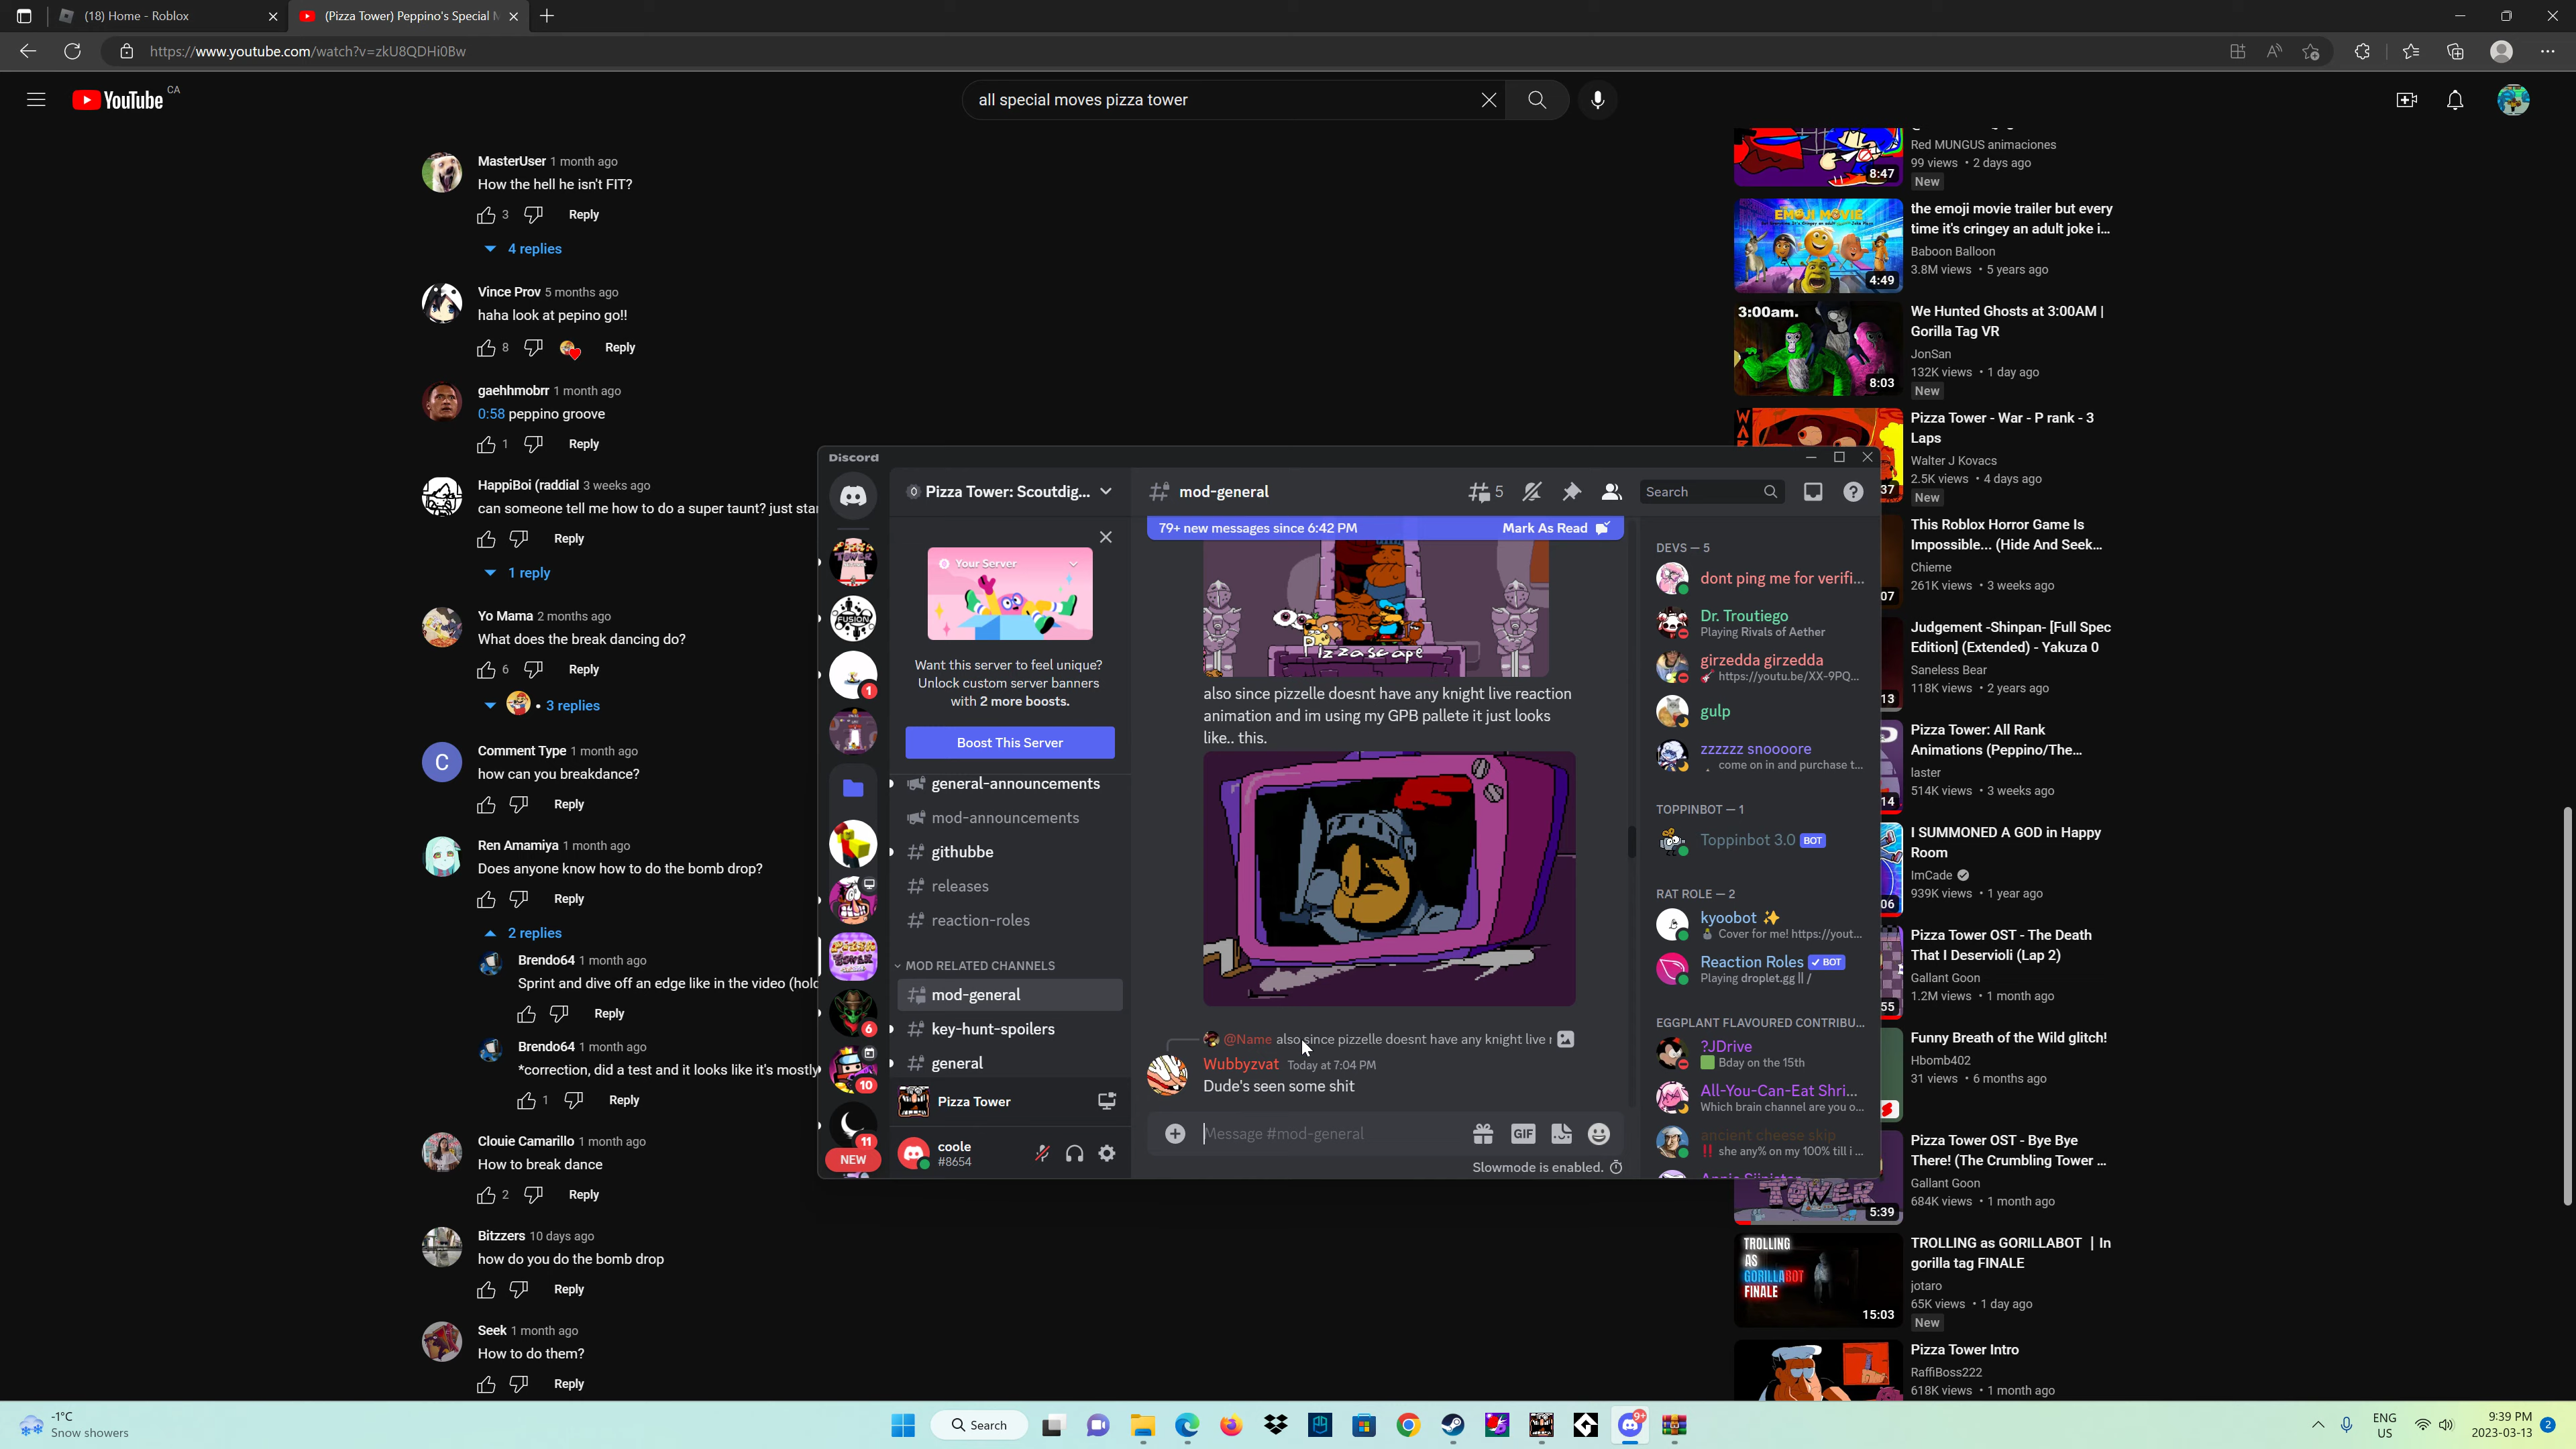 (18) Home - Roblox
(Pizza Tower) Peppino's Special M
https://www.youtube.com/watch?v=zkU8QDHi0Bw
YouTube CA
all special moves pizza tower
MasterUser 1 month ago
How the hell he isn't FIT?
3 Reply
4 replies
Vince Prov 5 months ago
haha look at pepino go!!
8 Reply
gaehhmobrr 1 month ago
0:58 peppino groove
1 Reply
HappiBoi (raddial 3 weeks ago
can someone tell me how to do a super taunt? just star
Reply
1 reply
Yo Mama 2 months ago
What does the break dancing do?
6 Reply
• 3 replies
C
Comment Type 1 month ago
how can you breakdance?
Reply
Ren Amamiya 1 month ago
Does anyone know how to do the bomb drop?
Reply
2 replies
Brendo64 1 month ago
Sprint and dive off an edge like in the video (hold
Reply
Brendo64 1 month ago
*correction, did a test and it looks like it's mostly
1 Reply
Clouie Camarillo 1 month ago
How to break dance
2 Reply
Bitzzers 10 days ago
how do you do the bomb drop
Reply
Seek 1 month ago
How to do them?
Reply
Discord
Pizza Tower: Scoutdig...
Your Server
Want this server to feel unique?
Unlock custom server banners
with 2 more boosts.
Boost This Server
general-announcements
mod-announcements
githubbe
releases
reaction-roles
MOD RELATED CHANNELS
mod-general
key-hunt-spoilers
general
Pizza Tower
coole
#8654
FUSION
1
6
10
11
NEW
mod-general
5
Search
79+ new messages since 6:42 PM
Mark As Read
Pizzascape
also since pizzelle doesnt have any knight live reaction
animation and im using my GPB pallete it just looks
like.. this.
@Name also since pizzelle doesnt have any knight live r
Wubbyzvat Today at 7:04 PM
Dude's seen some shit
Message #mod-general
GIF
Slowmode is enabled.
DEVS — 5
dont ping me for verifi...
Dr. Troutiego
Playing Rivals of Aether
girzedda girzedda
https://youtu.be/XX-9PQ...
gulp
zzzzzz snoooore
come on in and purchase t...
TOPPINBOT — 1
Toppinbot 3.0 BOT
RAT ROLE — 2
kyoobot
Cover for me! https://yout...
Reaction Roles BOT
Playing droplet.gg || /
EGGPLANT FLAVOURED CONTRIBU...
?JDrive
Bday on the 15th
All-You-Can-Eat Shri...
Which brain channel are you o...
ancient cheese skip
she any% on my 100% till i ...
Red MUNGUS animaciones
99 views • 2 days ago
New
8:47
EMOJI MOVIE
4:49
the emoji movie trailer but every
time it's cringey an adult joke i...
Baboon Balloon
3.8M views • 5 years ago
3:00am.
8:03
We Hunted Ghosts at 3:00AM |
Gorilla Tag VR
JonSan
132K views • 1 day ago
New
WAR
37
Pizza Tower - War - P rank - 3
Laps
Walter J Kovacs
2.5K views • 4 days ago
New
07
This Roblox Horror Game Is
Impossible... (Hide And Seek...
Chieme
261K views • 3 weeks ago
13
Judgement -Shinpan- [Full Spec
Edition] (Extended) - Yakuza 0
Saneless Bear
118K views • 2 years ago
14
Pizza Tower: All Rank
Animations (Peppino/The...
laster
514K views • 3 weeks ago
06
I SUMMONED A GOD in Happy
Room
ImCade
939K views • 1 year ago
55
Pizza Tower OST - The Death
That I Deservioli (Lap 2)
Gallant Goon
1.2M views • 1 month ago
Funny Breath of the Wild glitch!
Hbomb402
31 views • 6 months ago
TOWER
5:39
Pizza Tower OST - Bye Bye
There! (The Crumbling Tower ...
Gallant Goon
684K views • 1 month ago
TROLLING
AS
GORILLABOT
FINALE
15:03
TROLLING as GORILLABOT | In
gorilla tag FINALE
jotaro
65K views • 1 day ago
New
Pizza Tower Intro
RaffiBoss222
618K views • 1 month ago
-1°C
Snow showers
Search
9+
ENG
US
9:39 PM
2023-03-13
2